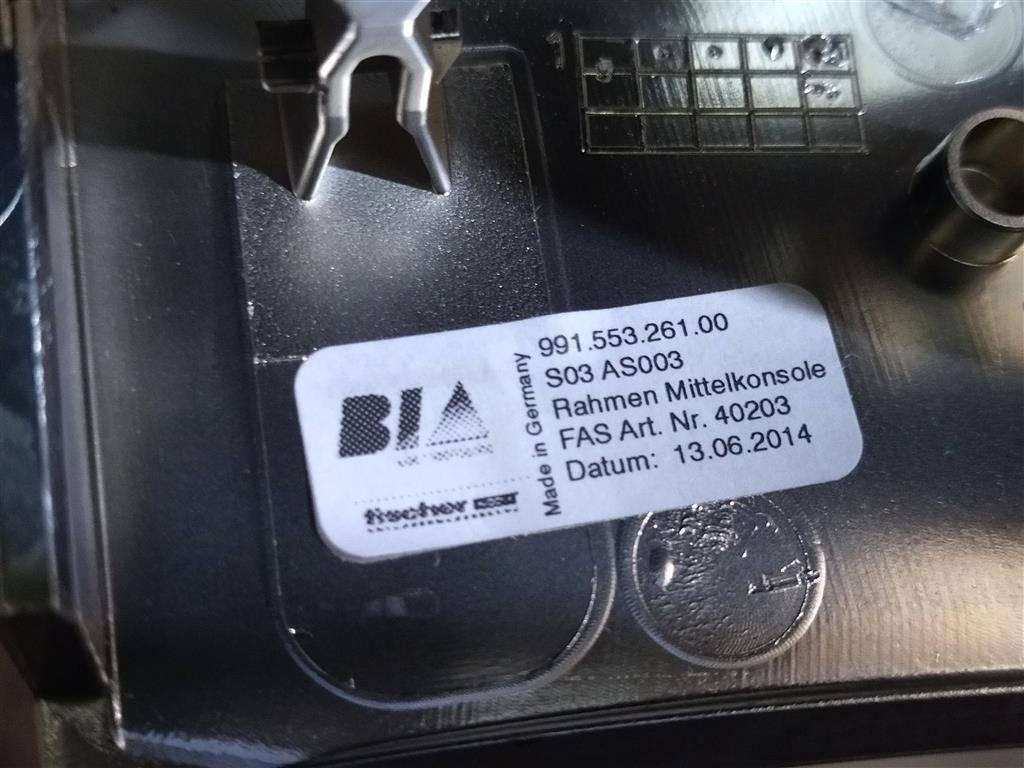 BIA
fischer
Made in Germany
991.553.261.00
S03 AS003
Rahmen Mittelkonsole
FAS Art. Nr. 40203
Datum: 13.06.2014